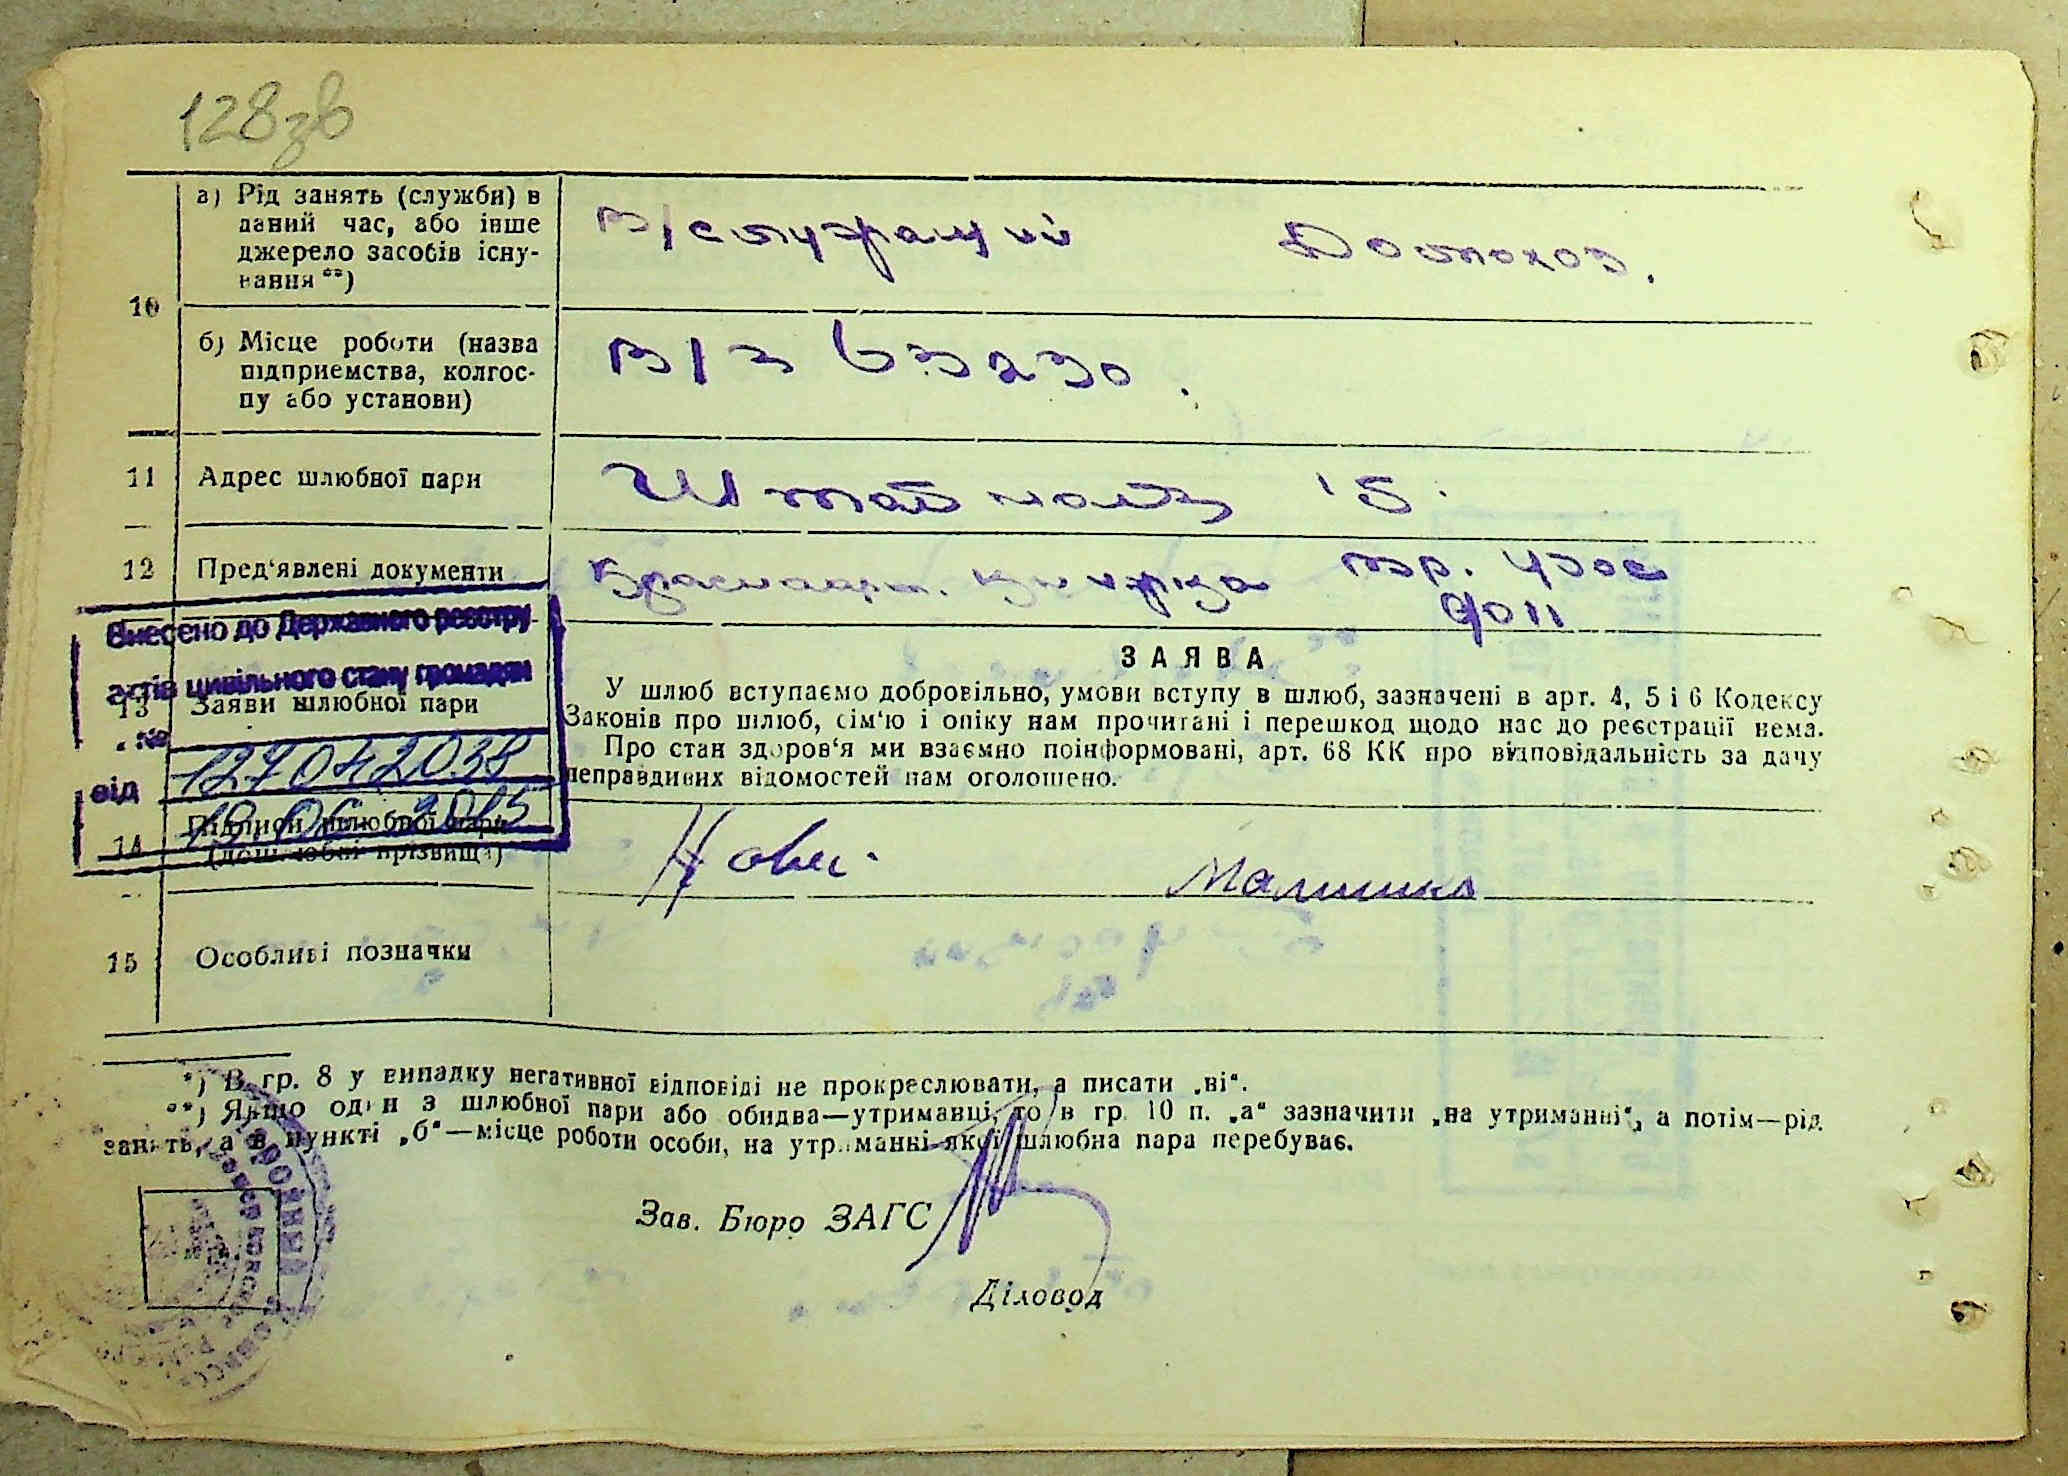 128зв
10
а) Рід занять (служби) в
даний час, або інше
джерело засобів існу-
вання **)
В/служащий Домохоз.
б) Місце роботи (назва
підприємства, колгос-
пу або установи)
В/з 63230.
11 Адрес шлюбної пари
15.
12 Пред'явлені документи
Красноарм. книжка
Внесено до Державного реєстру
актів цивільного стану громадян
№ 127042038
від 19.06.2015
ЗАЯВА
13 Заяви шлюбної пари
У шлюб вступаємо добровільно, умови вступу в шлюб, зазначені в арт. 4, 5 і 6 Кодексу
Законів про шлюб, сім'ю і опіку нам прочитані і перешкод щодо нас до реєстрації нема.
Про стан здоров'я ми взаємно поінформовані, арт. 68 КК про відповідальність за дачу
неправдивих відомостей нам оголошено.
14 Підписи шлюбної пари
(дошлюбні прізвища)
15 Особливі позначки
*) В гр. 8 у випадку негативної відповіді не прокреслювати, а писати „ні".
**) Якщо один з шлюбної пари або обидва—утриманці, то в гр. 10 п. „а" зазначити „на утриманні", а потім—рід
занять, а в пункті „б"—місце роботи особи, на утриманні якої шлюбна пара перебуває.
Зав. Бюро ЗАГС
Діловод